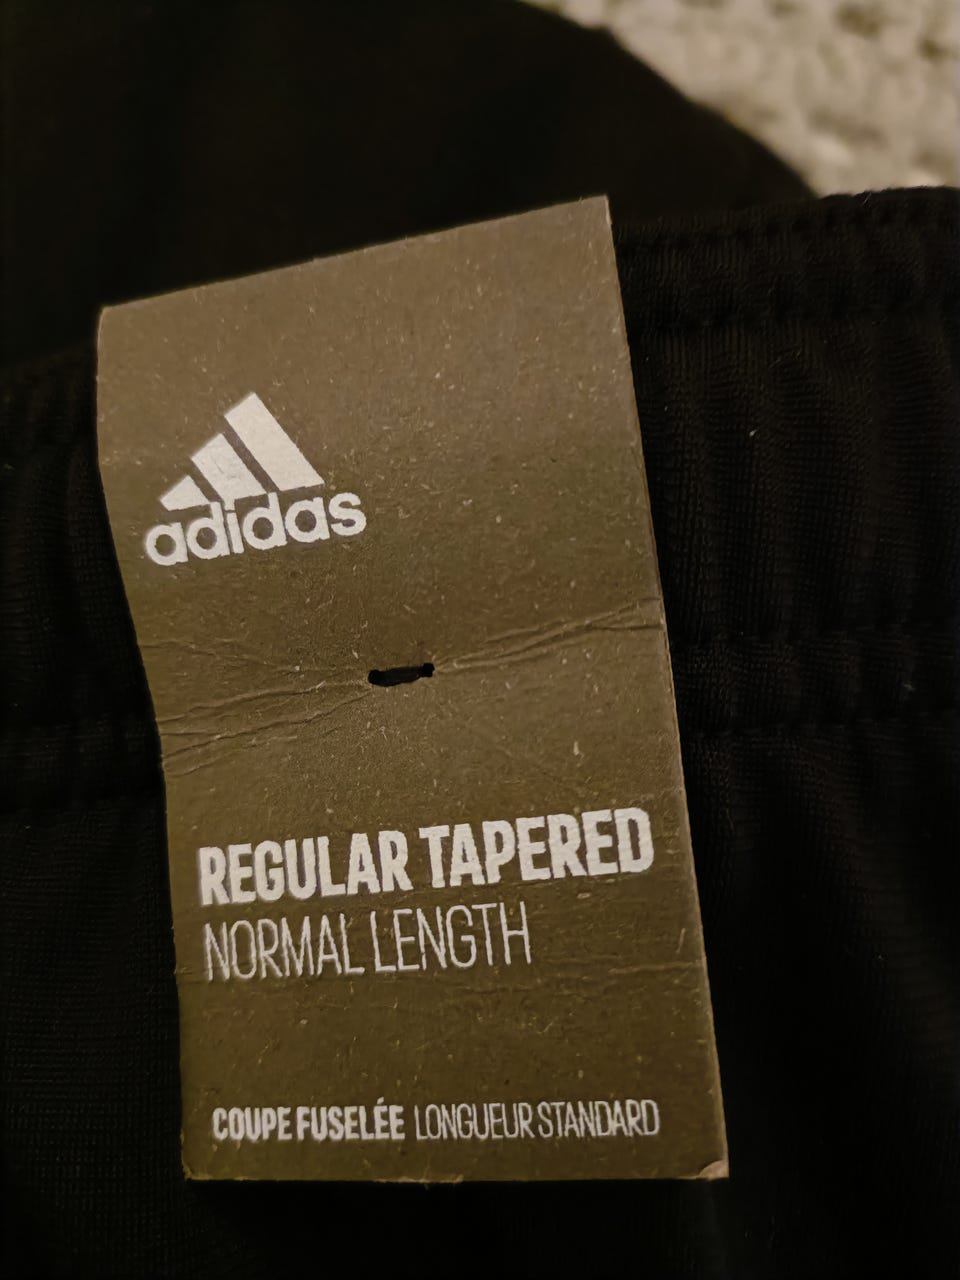 adidas
REGULAR TAPERED
NORMAL LENGTH
COUPE FUSELÉE LONGUEUR STANDARD